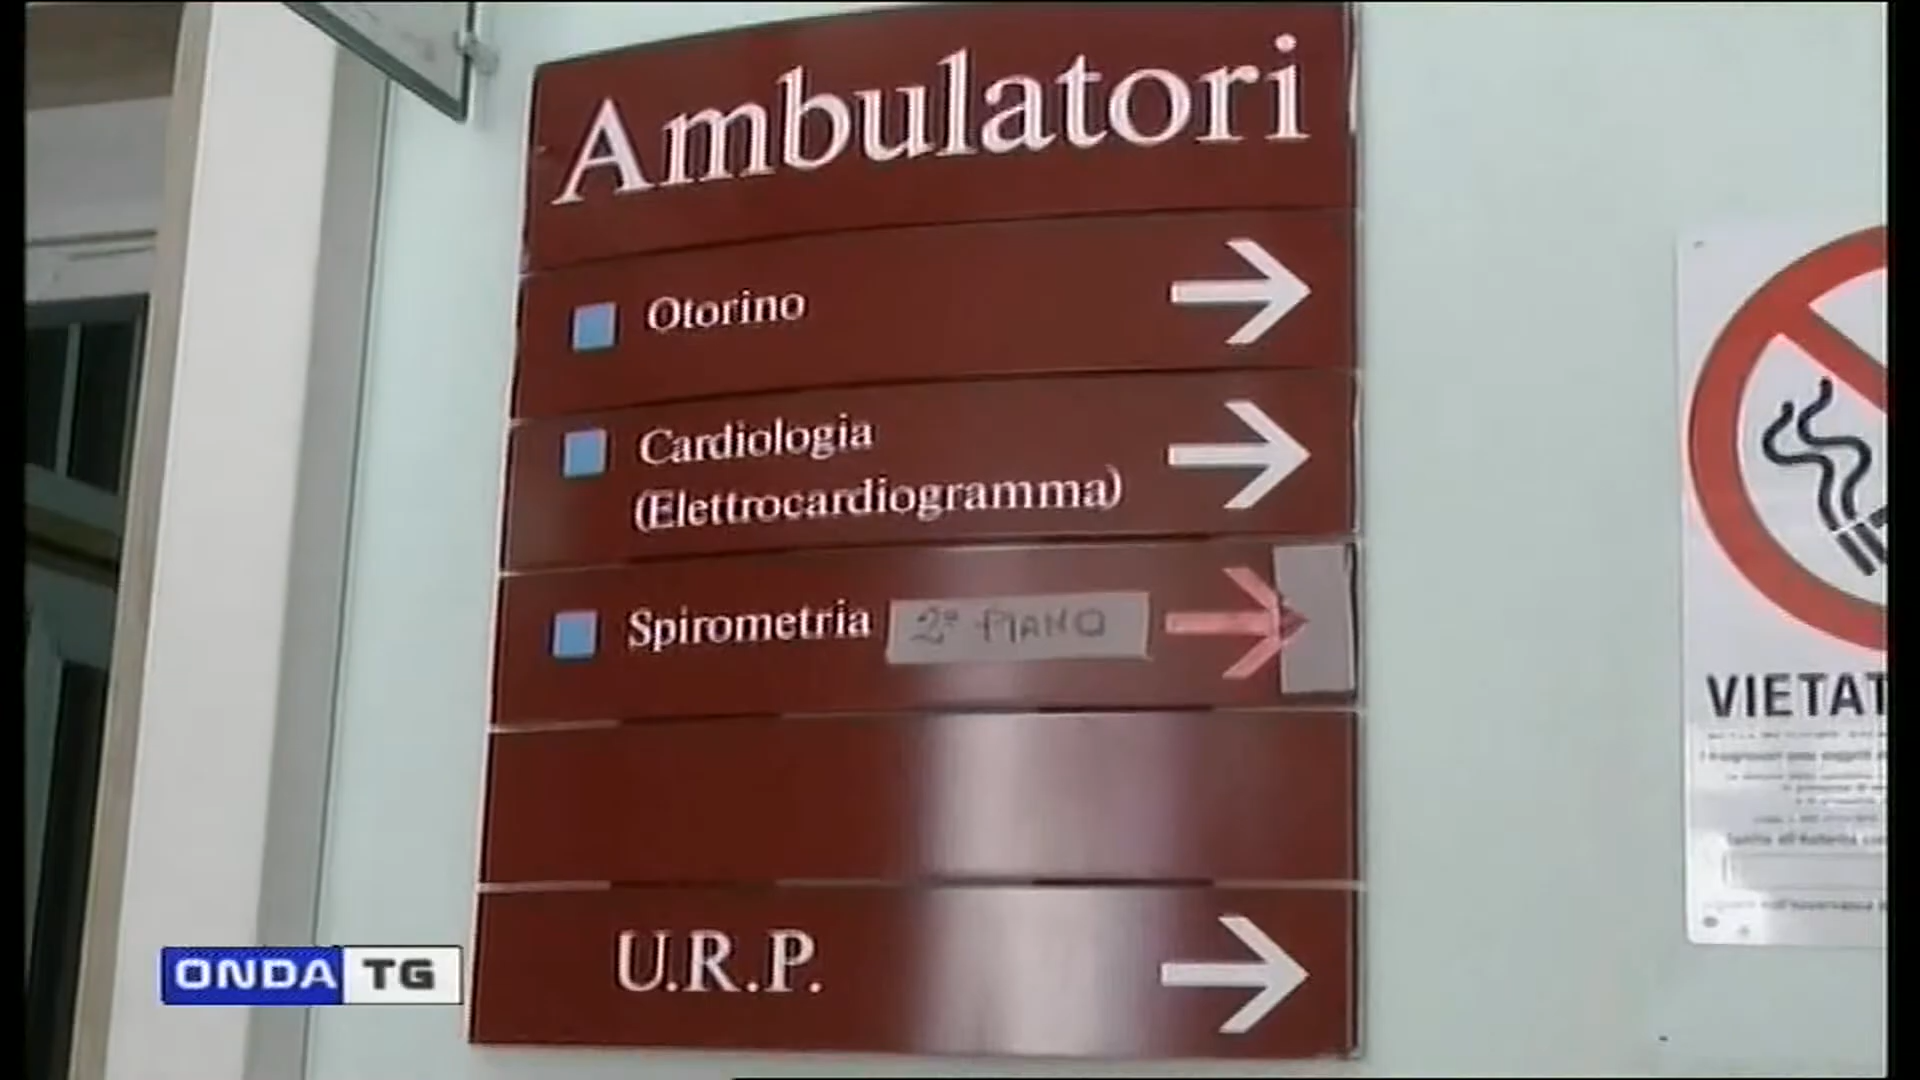 Ambulatori
Otorino
Cardiologia
(Elettrocardiogramma)
Spirometria 2° PIANO
U.R.P.
VIETAT
ONDA TG